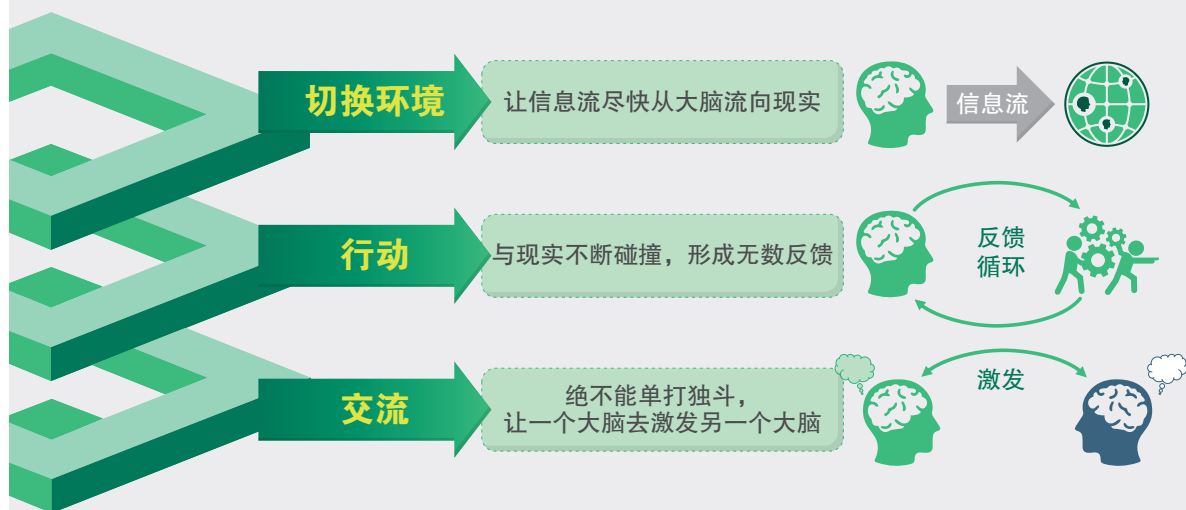 切换环境
让信息流尽快从大脑流向现实
信息流
行动
与现实不断碰撞，形成无数反馈
反馈
循环
交流
绝不能单打独斗，
让一个大脑去激发另一个大脑
激发